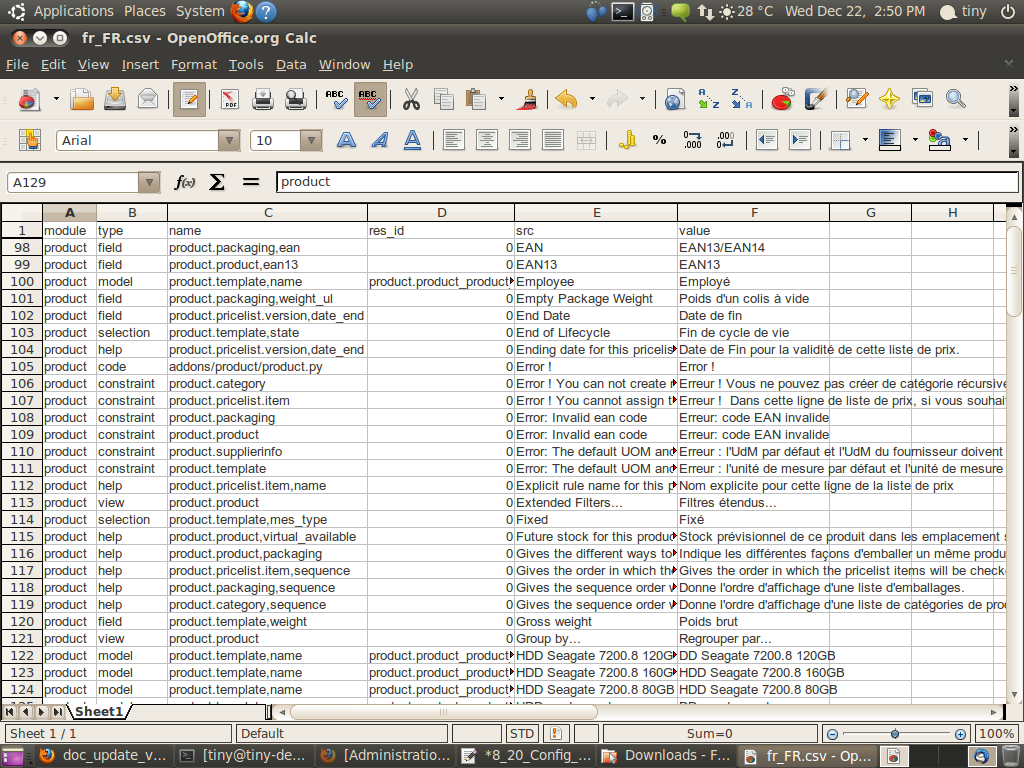 Applications Places System 28 °C Wed Dec 22, 2:50 PM tiny
fr_FR.csv - OpenOffice.org Calc
File Edit View Insert Format Tools Data Window Help
Arial 10
A129 f(x) Σ = product
A B C D E F G H
1 module type name res_id src value
98 product field product.packaging,ean 0 EAN EAN13/EAN14
99 product field product.product,ean13 0 EAN13 EAN13
100 product model product.template,name product.product_product Employee Employé
101 product field product.packaging,weight_ul 0 Empty Package Weight Poids d'un colis à vide
102 product field product.pricelist.version,date_end 0 End Date Date de fin
103 product selection product.template,state 0 End of Lifecycle Fin de cycle de vie
104 product help product.pricelist.version,date_end 0 Ending date for this pricelis Date de Fin pour la validité de cette liste de prix.
105 product code addons/product/product.py 0 Error ! Error !
106 product constraint product.category 0 Error ! You can not create Erreur ! Vous ne pouvez pas créer de catégorie récursive
107 product constraint product.pricelist.item 0 Error ! You cannot assign t Erreur ! Dans cette ligne de liste de prix, si vous souhai
108 product constraint product.packaging 0 Error: Invalid ean code Erreur: code EAN invalide
109 product constraint product.product 0 Error: Invalid ean code Erreur: code EAN invalide
110 product constraint product.supplierinfo 0 Error: The default UOM and Erreur : l'UdM par défaut et l'UdM du fournisseur doivent
111 product constraint product.template 0 Error: The default UOM and Erreur : l'unité de mesure par défaut et l'unité de mesure
112 product help product.pricelist.item,name 0 Explicit rule name for this p Nom explicite pour cette ligne de la liste de prix
113 product view product.product 0 Extended Filters... Filtres étendus...
114 product selection product.template,mes_type 0 Fixed Fixé
115 product help product.product,virtual_available 0 Future stock for this produc Stock prévisionnel de ce produit dans les emplacement s
116 product help product.product,packaging 0 Gives the different ways to Indique les différentes façons d'emballer un même produ
117 product help product.pricelist.item,sequence 0 Gives the order in which the Gives the order in which the pricelist items will be check
118 product help product.packaging,sequence 0 Gives the sequence order w Donne l'ordre d'affichage d'une liste d'emballages.
119 product help product.category,sequence 0 Gives the sequence order w Donne l'ordre d'affichage d'une liste de catégories de pro
120 product field product.template,weight 0 Gross weight Poids brut
121 product view product.product 0 Group by... Regrouper par...
122 product model product.template,name product.product_product HDD Seagate 7200.8 120G DD Seagate 7200.8 120GB
123 product model product.template,name product.product_product HDD Seagate 7200.8 160G HDD Seagate 7200.8 160GB
124 product model product.template,name product.product_product HDD Seagate 7200.8 80GB HDD Seagate 7200.8 80GB
Sheet1
Sheet 1 / 1 Default STD Sum=0 100%
doc_update_v... [tiny@tiny-de... [Administratio... *8_20_Config_... Downloads - F... fr_FR.csv - Op...